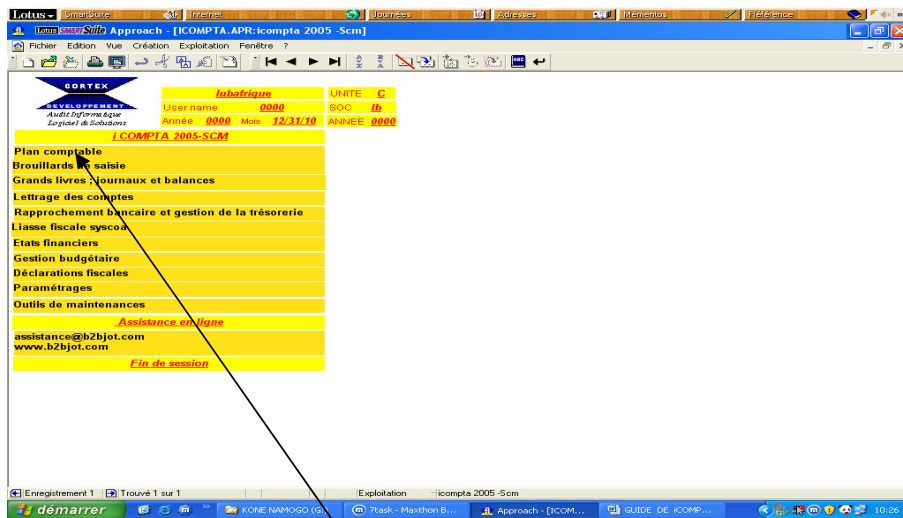 Lotus SmartSuite Internet Journées Adresses Mémentos Référence
Lotus SMARTSuite Approach - [ICOMPTA.APR:icompta 2005 -Scm]
Fichier Edition Vue Création Exploitation Fenêtre ?
CORTEX
DEVELOPPEMENT
Audit Informatique
Logiciel & Solutions
lubafrique UNITE C
User name 0000 SOC lb
Année 0000 Mois 12/31/10 ANNEE 0000
i COMPTA 2005-SCM
Plan comptable
Brouillards de saisie
Grands livres ; journaux et balances
Lettrage des comptes
Rapprochement bancaire et gestion de la trésorerie
Liasse fiscale syscoa
Etats financiers
Gestion budgétaire
Déclarations fiscales
Paramétrages
Outils de maintenances
Assistance en ligne
assistance@b2bjot.com
www.b2bjot.com
Fin de session
Enregistrement 1 Trouvé 1 sur 1 Exploitation icompta 2005 -Scm
démarrer KONE NAMOGO (G... 7task - Maxthon B... Approach - [ICOM... GUIDE DE iCOMP... 10:26